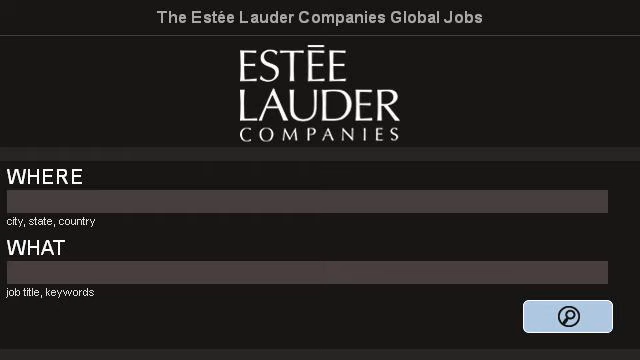 The Estée Lauder Companies Global Jobs
ESTĒE
LAUDER
COMPANIES
WHERE
city, state, country
WHAT
job title, keywords